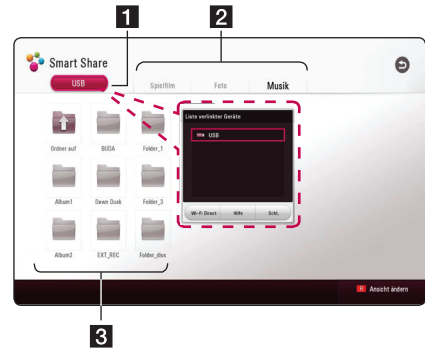 1
2
Smart Share
USB
Spielfilm Foto Musik
Liste verlinkter Geräte
USB
Ordner auf BUDA Folder_1
Album1 Dawn Dusk Folder_3
Wi-Fi Direct Hilfe Schl.
Album2 EXT_REC Folder_divx
Ansicht ändern
3